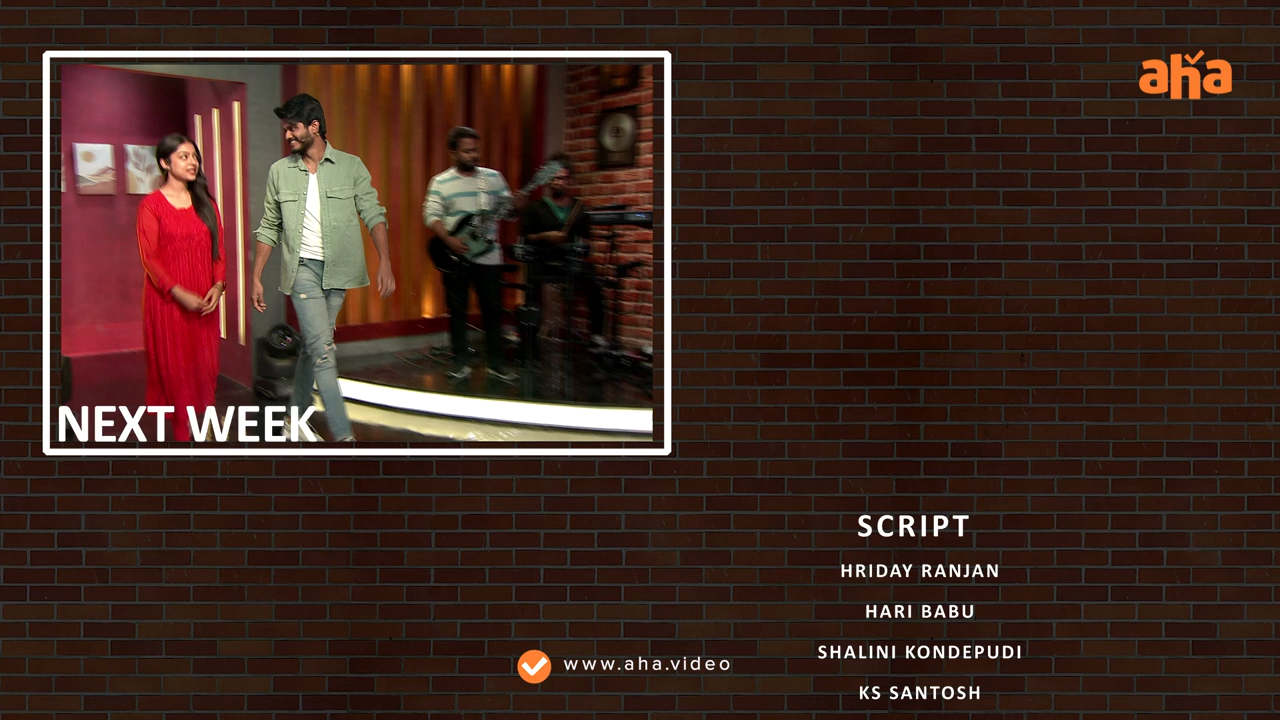 aha
NEXT WEEK
SCRIPT
HRIDAY RANJAN
HARI BABU
SHALINI KONDEPUDI
KS SANTOSH
www.aha.video